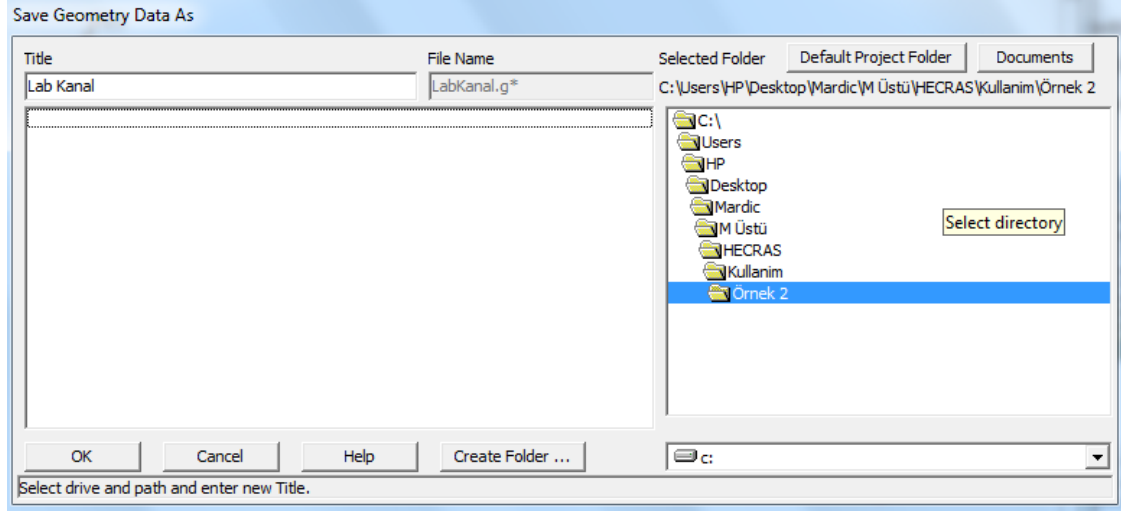 Save Geometry Data As
Title File Name Selected Folder Default Project Folder Documents
Lab Kanal LabKanal.g* C:\Users\HP\Desktop\Mardic\M Üstü\HECRAS\Kullanim\Örnek 2
C:\
Users
HP
Desktop
Mardic
M Üstü
Select directory
HECRAS
Kullanim
Örnek 2
OK Cancel Help Create Folder ... c:
Select drive and path and enter new Title.